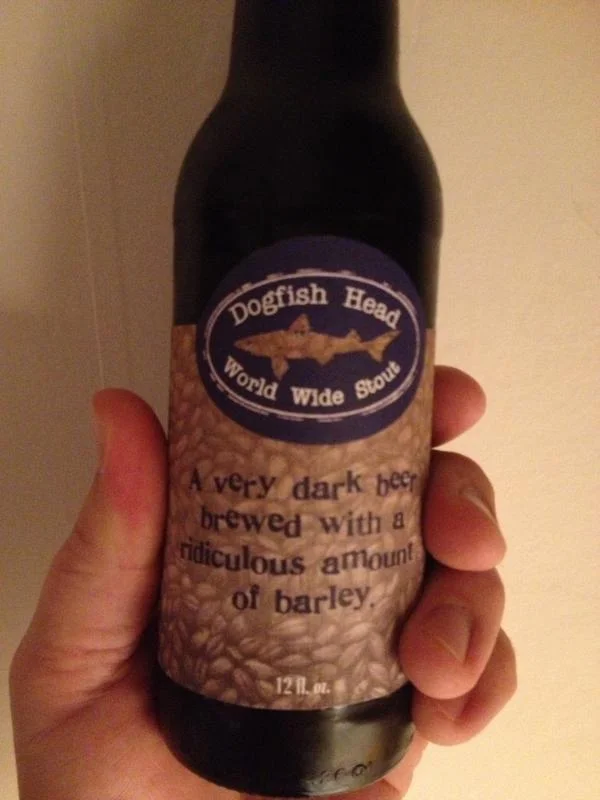 Dogfish Head
World Wide Stout
A very dark beer
brewed with a
ridiculous amount
of barley.
12 fl. oz.